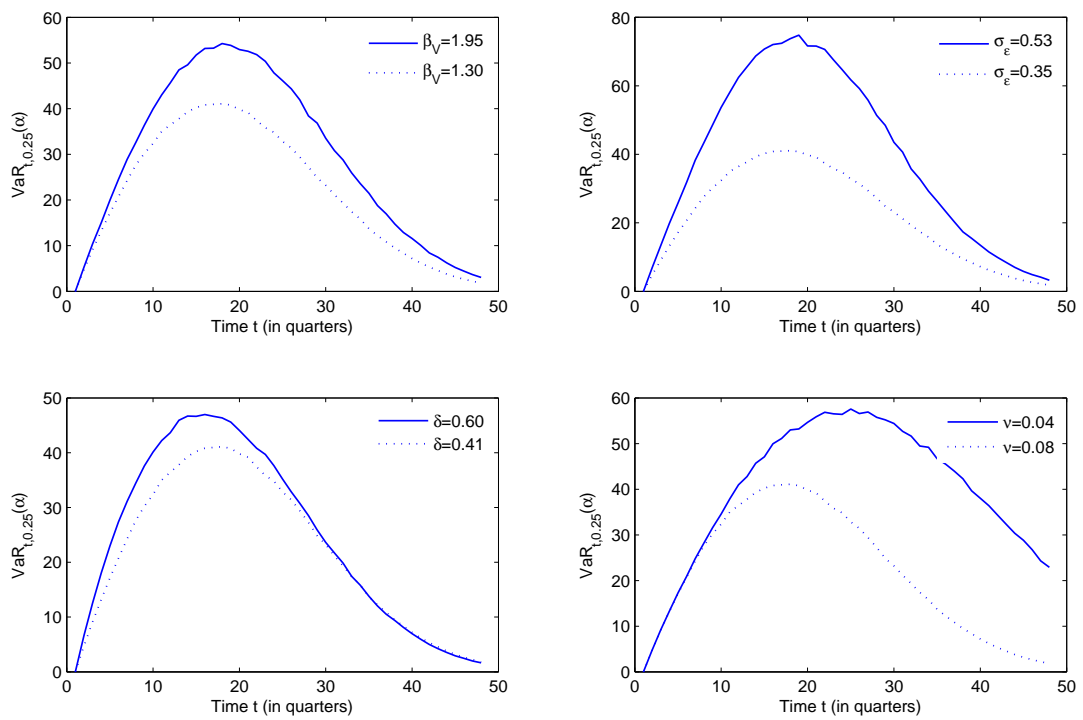 60
50
40
30
20
10
0
VaR_{t,0.25}(α)
β_V=1.95
β_V=1.30
0 10 20 30 40 50
Time t (in quarters)
80
60
40
20
0
VaR_{t,0.25}(α)
σ_ε=0.53
σ_ε=0.35
0 10 20 30 40 50
Time t (in quarters)
50
40
30
20
10
0
VaR_{t,0.25}(α)
δ=0.60
δ=0.41
0 10 20 30 40 50
Time t (in quarters)
60
50
40
30
20
10
0
VaR_{t,0.25}(α)
ν=0.04
ν=0.08
0 10 20 30 40 50
Time t (in quarters)